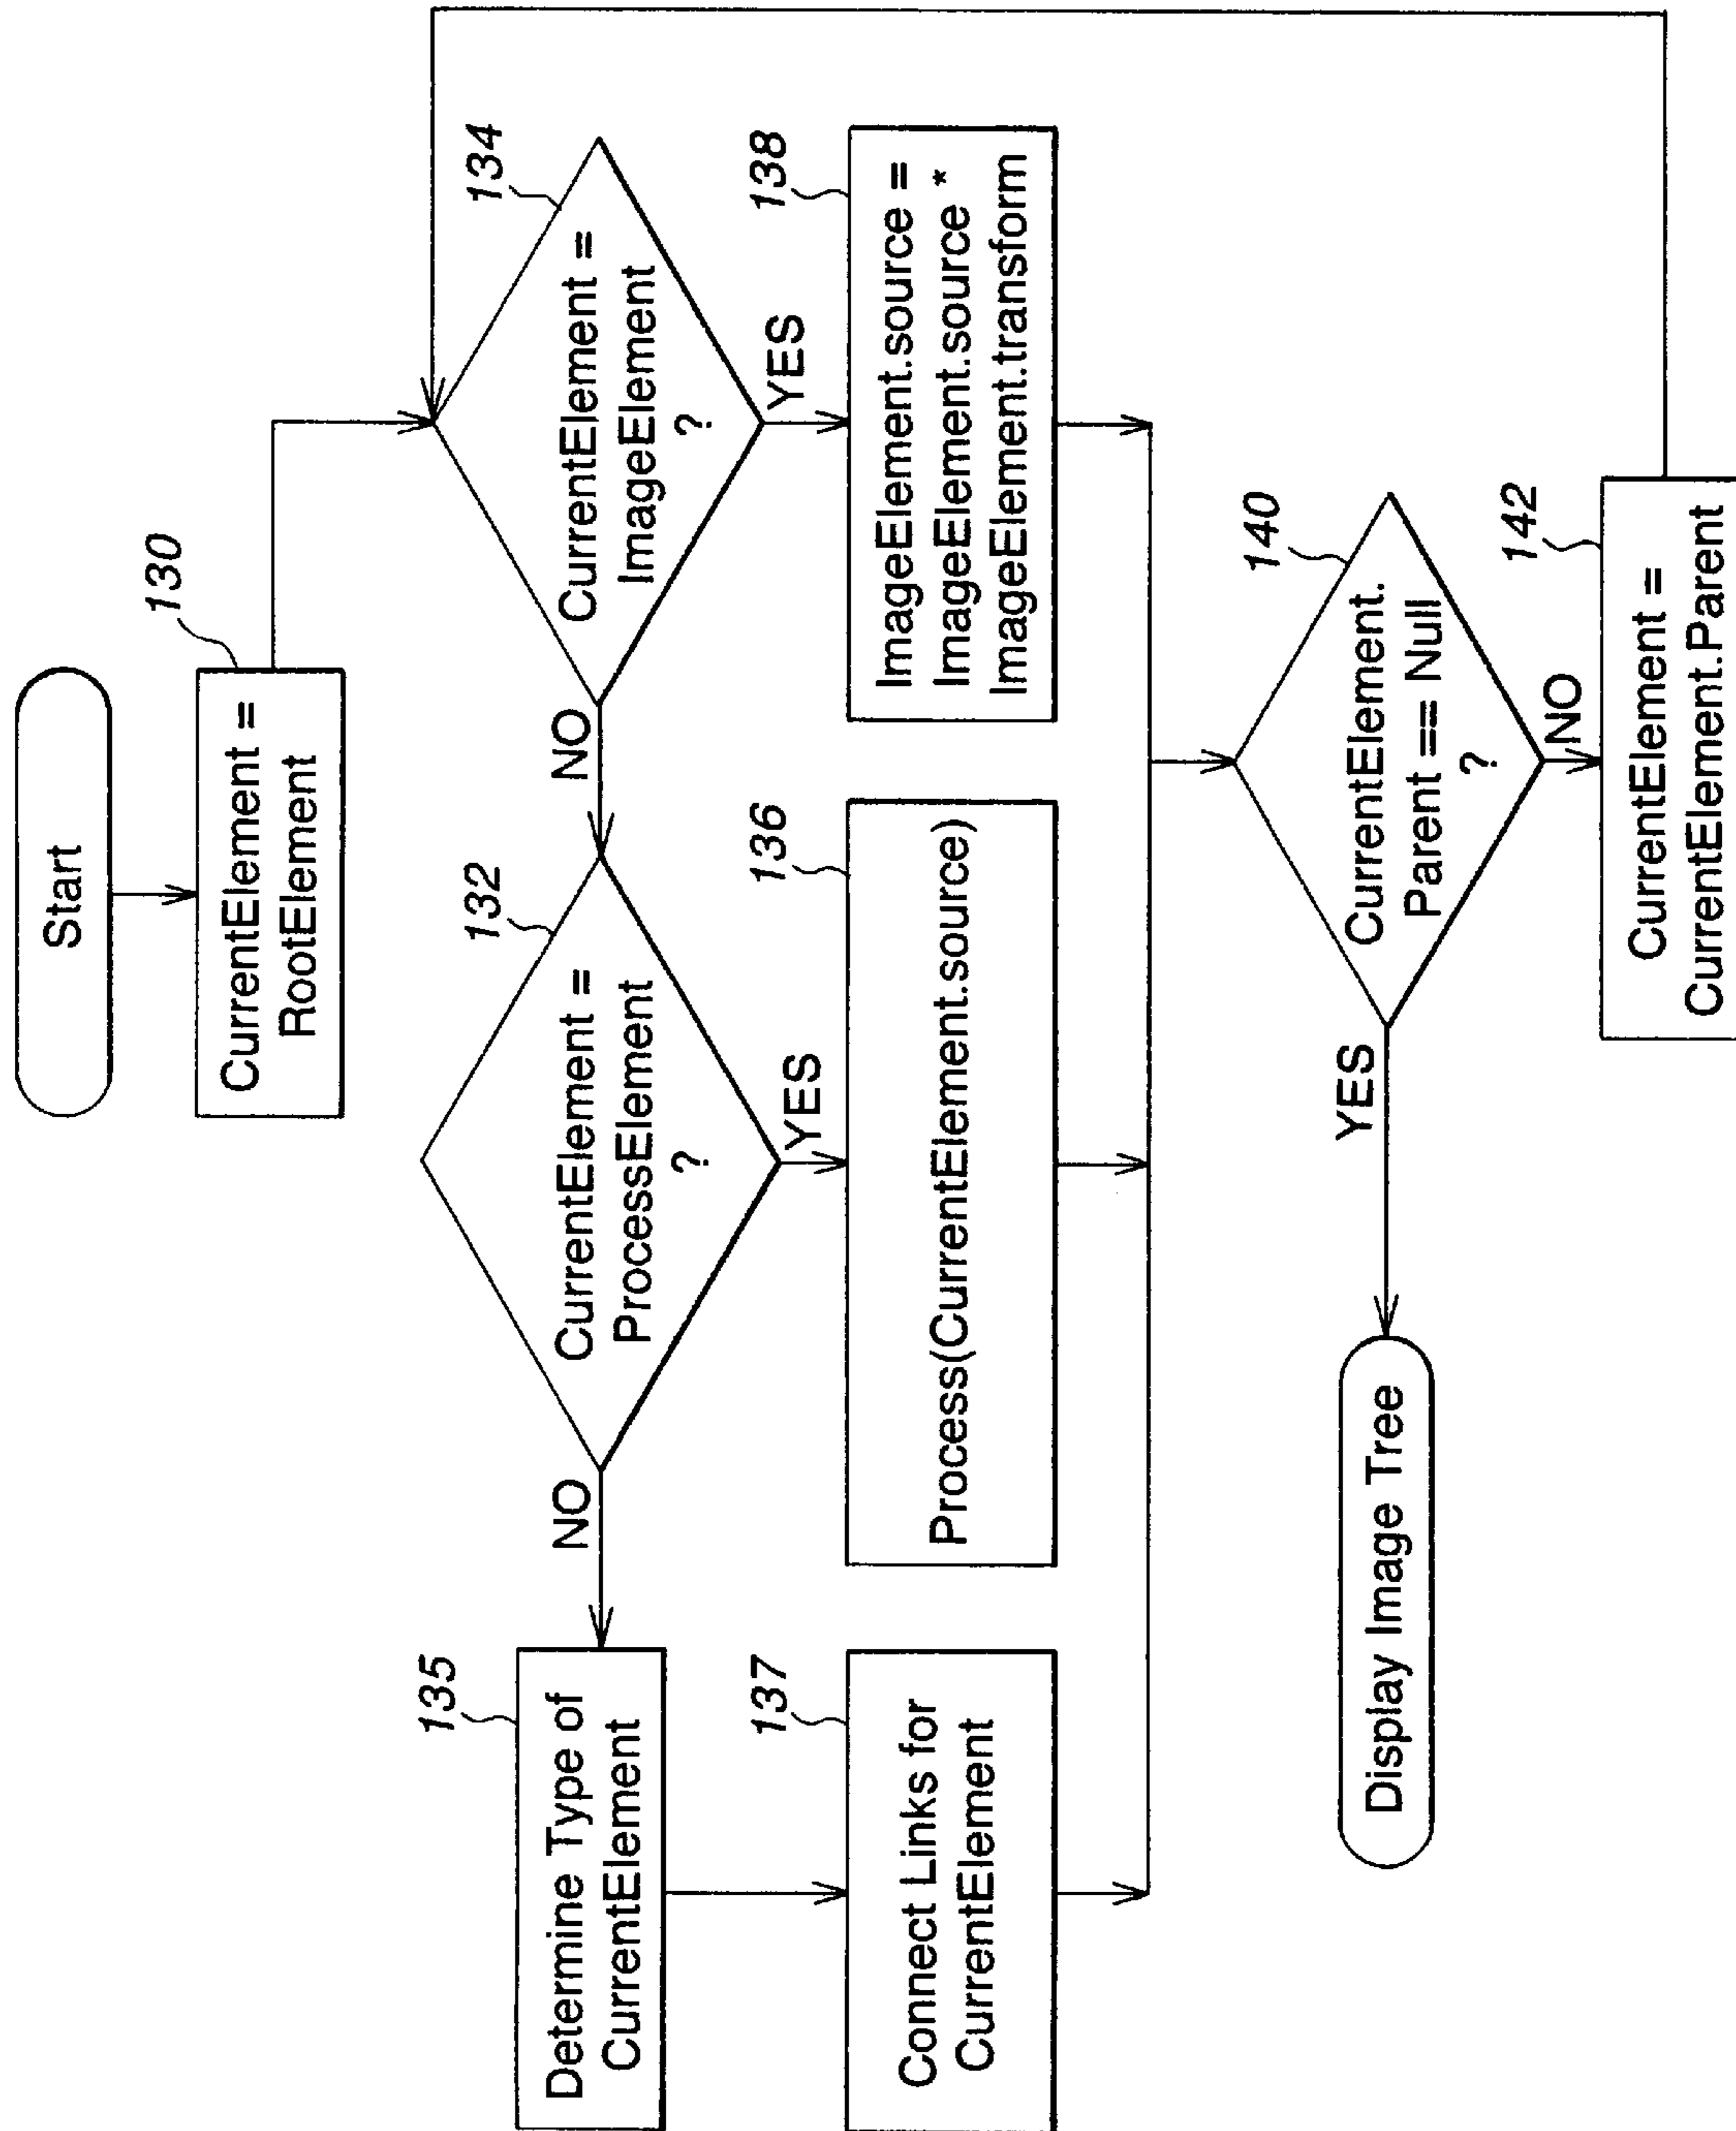 Start
130
CurrentElement =
RootElement
134
CurrentElement =
ImageElement
?
NO
YES
132
CurrentElement =
ProcessElement
?
NO
YES
135
Determine Type of
CurrentElement
137
Connect Links for
CurrentElement
136
Process(CurrentElement.source)
138
ImageElement.source =
ImageElement.source *
ImageElement.transform
140
CurrentElement.
Parent == Null
?
YES
NO
Display Image Tree
142
CurrentElement =
CurrentElement.Parent